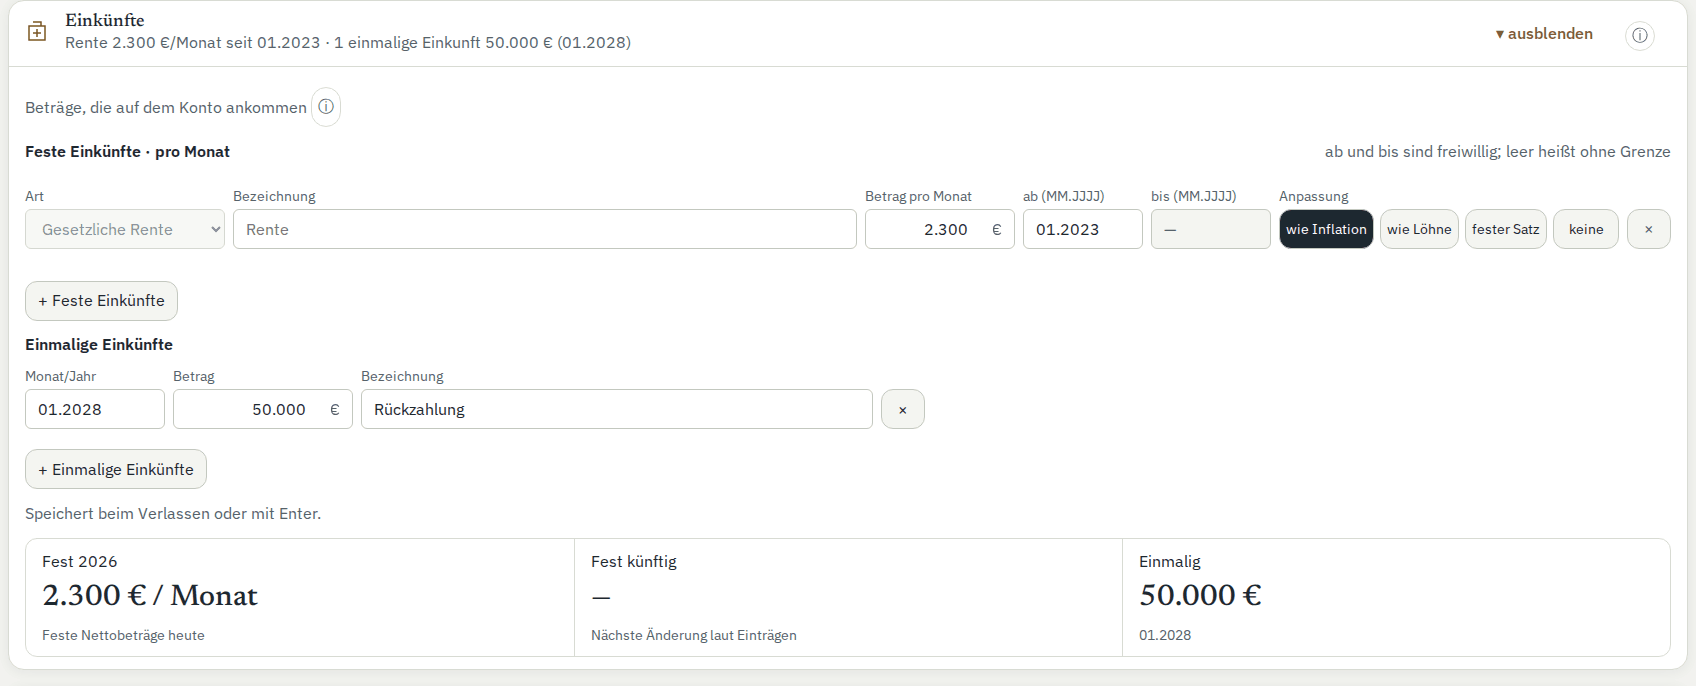 Einkünfte
Rente 2.300 €/Monat seit 01.2023 · 1 einmalige Einkunft 50.000 € (01.2028)
▾ ausblenden ⓘ
Beträge, die auf dem Konto ankommen ⓘ
Feste Einkünfte · pro Monat ab und bis sind freiwillig; leer heißt ohne Grenze
Art Bezeichnung Betrag pro Monat ab (MM.JJJJ) bis (MM.JJJJ) Anpassung
Gesetzliche Rente Rente 2.300 € 01.2023 — wie Inflation wie Löhne fester Satz keine ×
+ Feste Einkünfte
Einmalige Einkünfte
Monat/Jahr Betrag Bezeichnung
01.2028 50.000 € Rückzahlung ×
+ Einmalige Einkünfte
Speichert beim Verlassen oder mit Enter.
Fest 2026 Fest künftig Einmalig
2.300 € / Monat — 50.000 €
Feste Nettobeträge heute Nächste Änderung laut Einträgen 01.2028